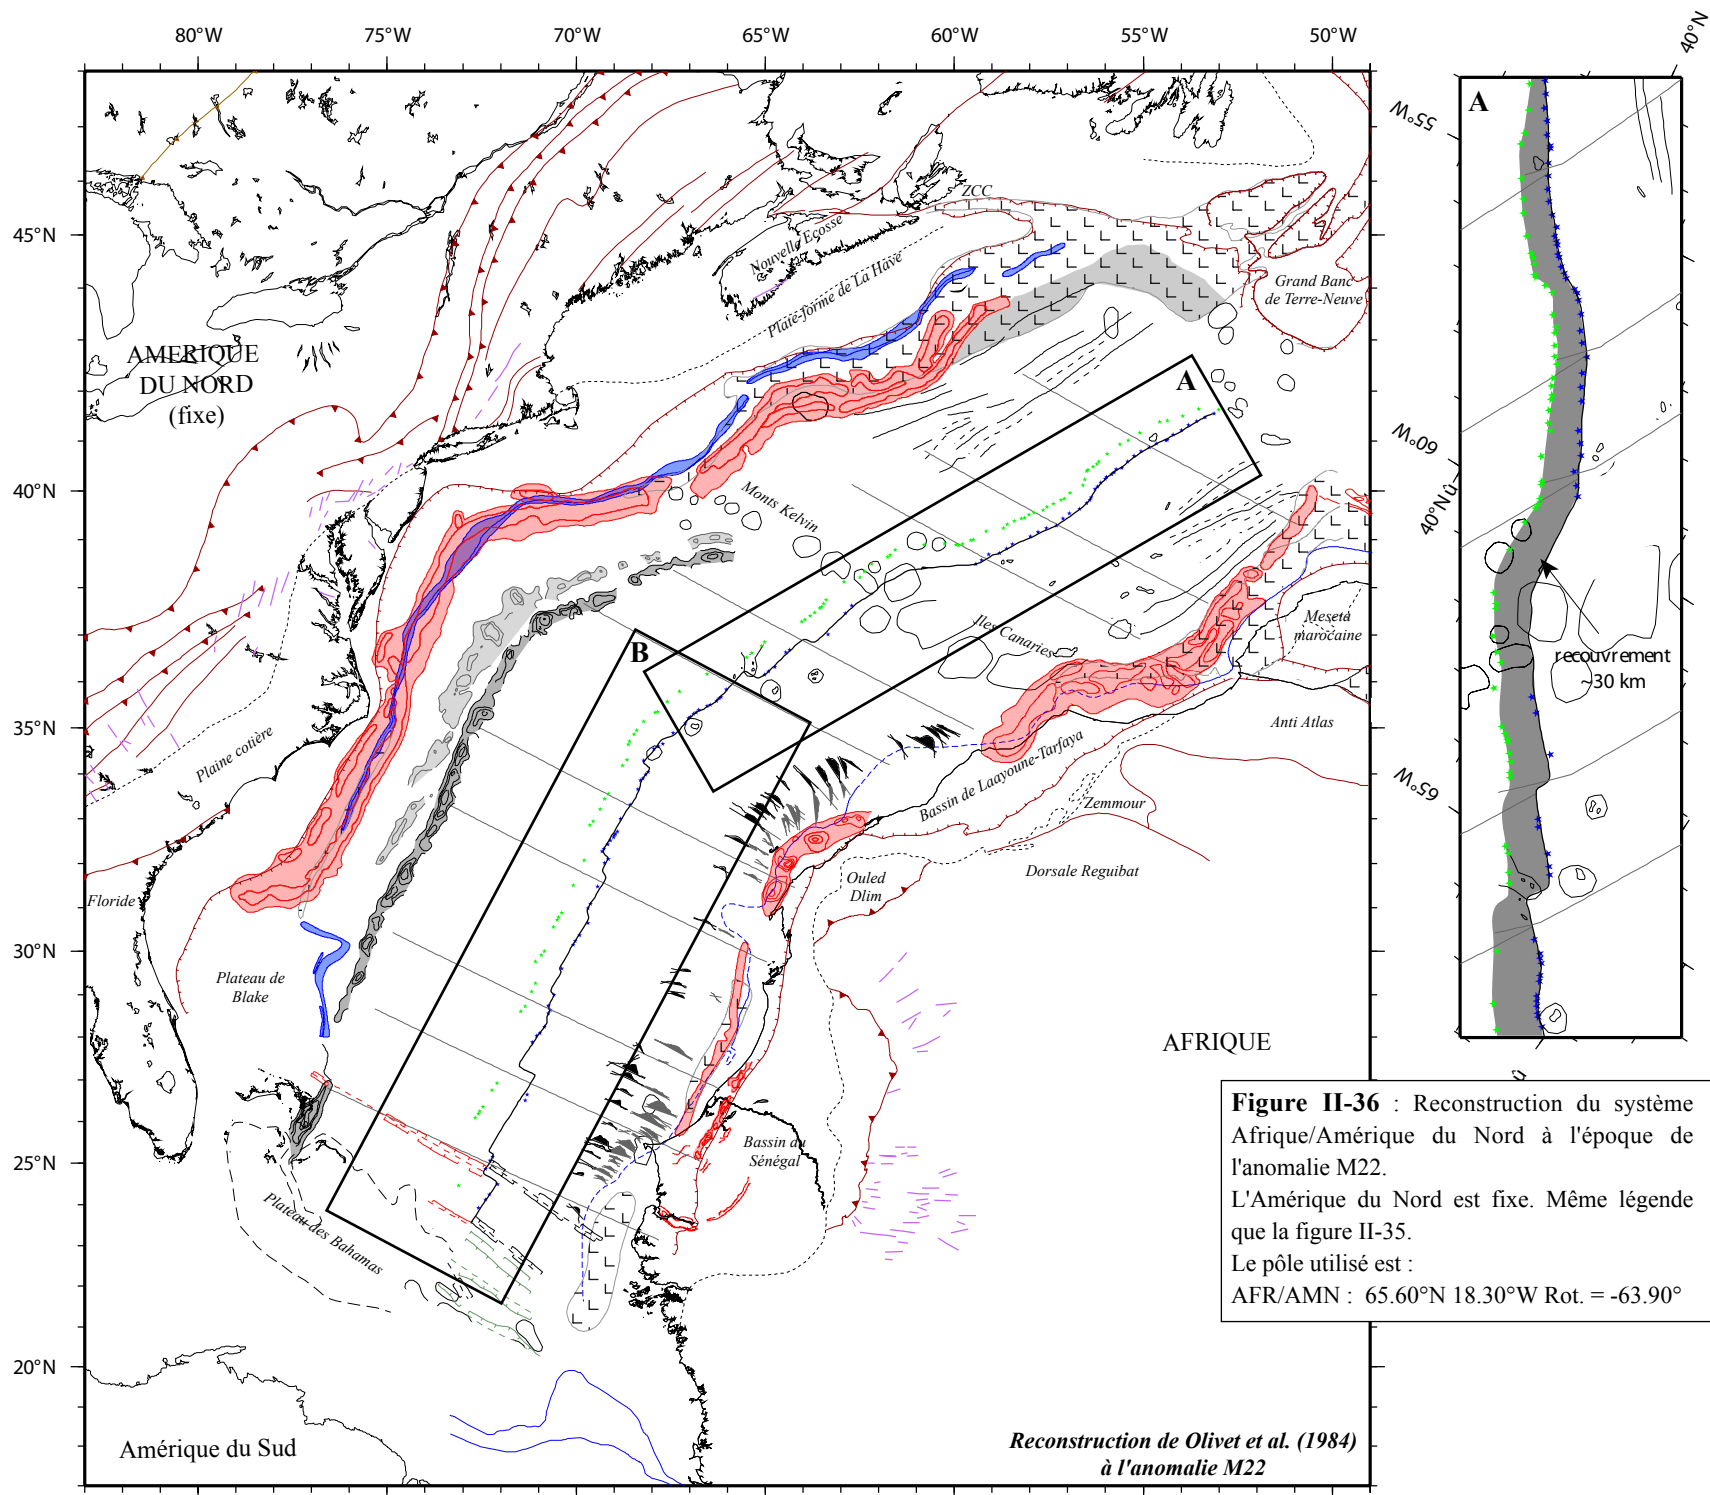 80°W 75°W 70°W 65°W 60°W 55°W 50°W
40°N
A
55°W
ZCC
45°N
Nouvelle Ecosse
Plate-forme de La Have
Grand Banc
de Terre-Neuve
AMÉRIQUE
DU NORD
(fixe)
A
60°W
40°N
40°N
Monts Kelvin
Iles Canaries
Meseta
marocaine
B
recouvrement
~30 km
35°N
Plaine cotière
Anti Atlas
Bassin de Laayoune-Tarfaya
Zemmour
65°W
Dorsale Reguibat
Ouled
Dlim
Floride
30°N
Plateau de
Blake
AFRIQUE
Bassin du
Sénégal
25°N
Plateau des Bahamas
Figure II-36 : Reconstruction du système
Afrique/Amérique du Nord à l'époque de
l'anomalie M22.
L'Amérique du Nord est fixe. Même légende
que la figure II-35.
Le pôle utilisé est :
AFR/AMN : 65.60°N 18.30°W Rot. = -63.90°
20°N
Amérique du Sud
Reconstruction de Olivet et al. (1984)
à l'anomalie M22